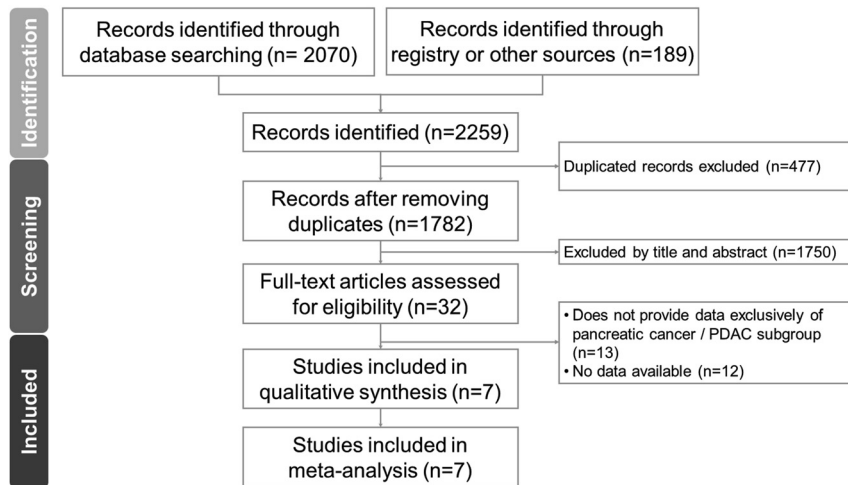 Identification
Records identified through
database searching (n= 2070)
Records identified through
registry or other sources (n=189)
Records identified (n=2259)
Duplicated records excluded (n=477)
Screening
Records after removing
duplicates (n=1782)
Excluded by title and abstract (n=1750)
Full-text articles assessed
for eligibility (n=32)
• Does not provide data exclusively of
pancreatic cancer / PDAC subgroup
(n=13)
• No data available (n=12)
Included
Studies included in
qualitative synthesis (n=7)
Studies included in
meta-analysis (n=7)